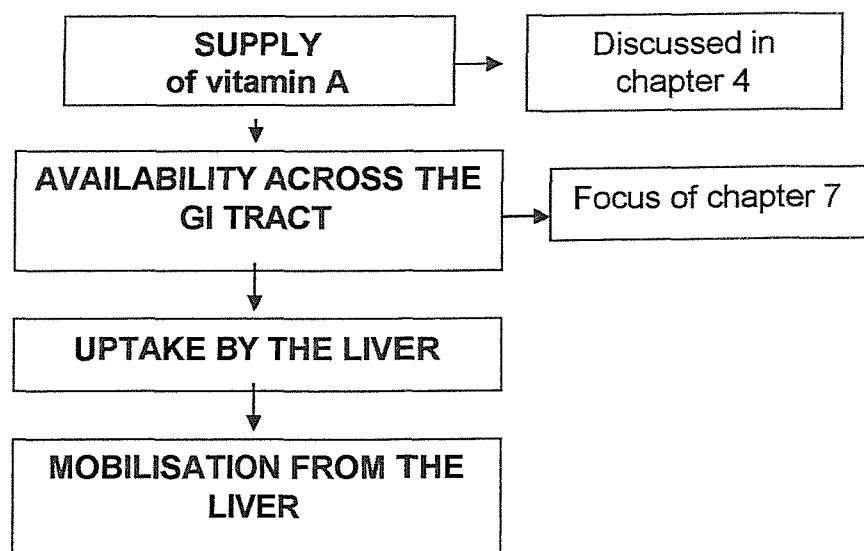 SUPPLY
of vitamin A
Discussed in
chapter 4
AVAILABILITY ACROSS THE
GI TRACT
Focus of chapter 7
UPTAKE BY THE LIVER
MOBILISATION FROM THE
LIVER